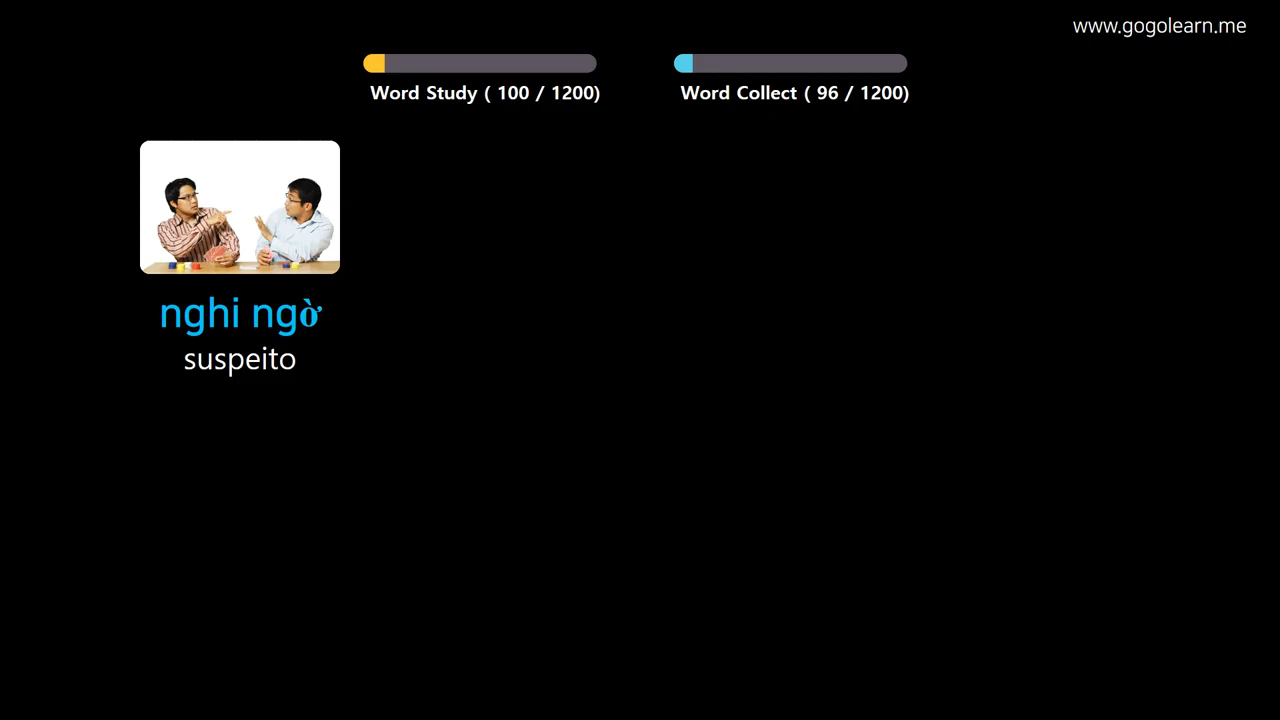 www.gogolearn.me
Word Study ( 100 / 1200)
Word Collect ( 96 / 1200)
nghi ngờ
suspeito